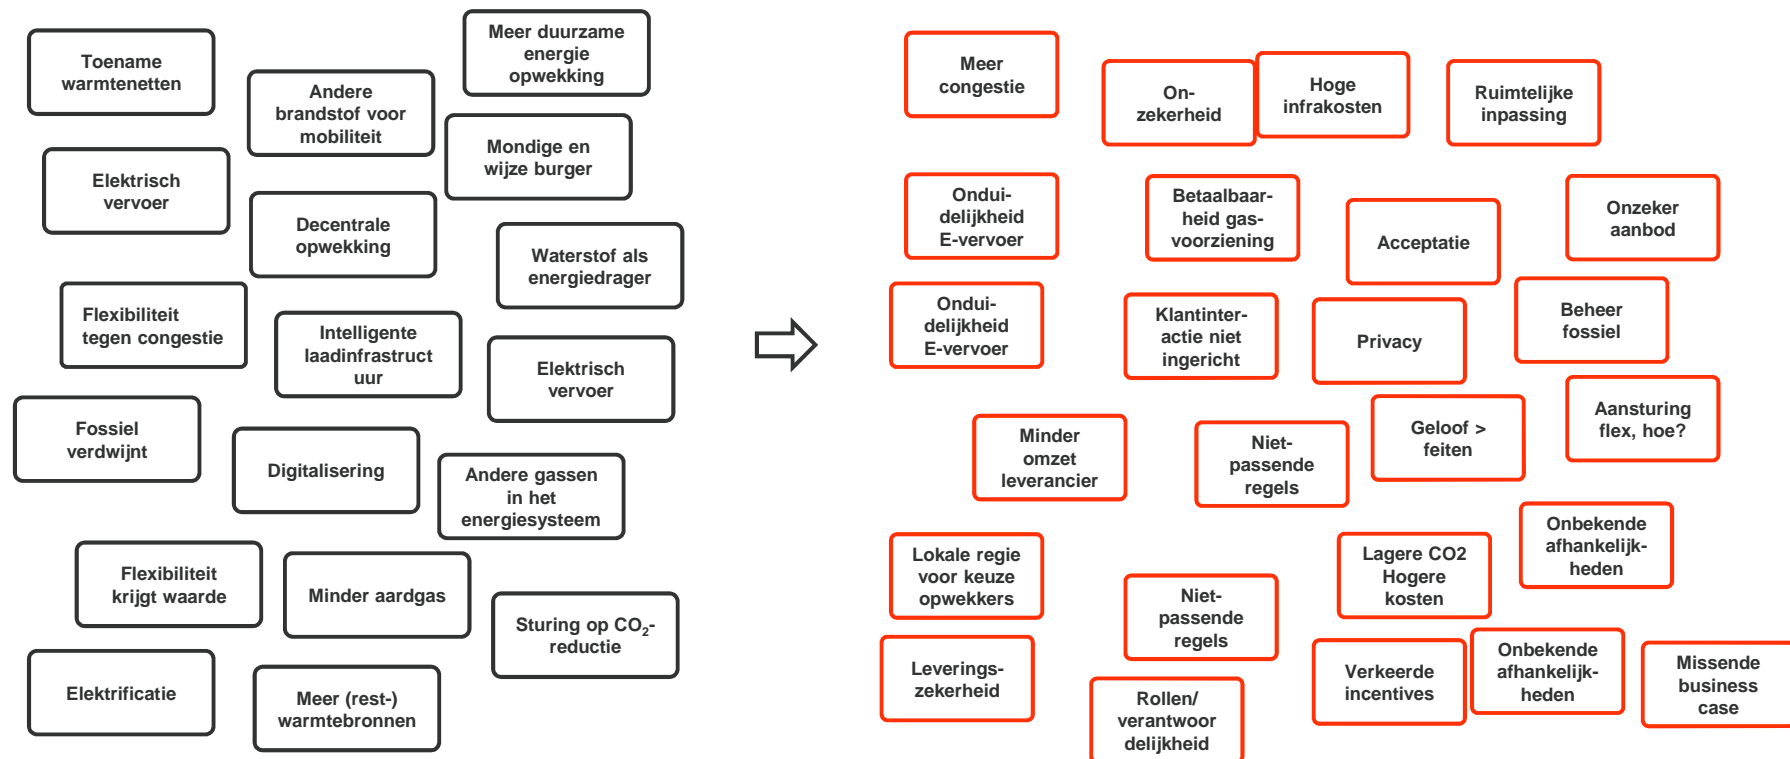 Toename
warmtenetten
Andere
brandstof voor
mobiliteit
Meer duurzame
energie
opwekking
Mondige en
wijze burger
Elektrisch
vervoer
Decentrale
opwekking
Waterstof als
energiedrager
Flexibiliteit
tegen congestie
Intelligente
laadinfrastruct
uur
Elektrisch
vervoer
Fossiel
verdwijnt
Digitalisering
Andere gassen
in het
energiesysteem
Flexibiliteit
krijgt waarde
Minder aardgas
Sturing op CO₂-
reductie
Elektrificatie
Meer (rest-)
warmtebronnen
Meer
congestie
On-
zekerheid
Hoge
infrakosten
Ruimtelijke
inpassing
Ondui-
delijkheid
E-vervoer
Betaalbaar-
heid gas-
voorziening
Acceptatie
Onzeker
aanbod
Ondui-
delijkheid
E-vervoer
Klantinter-
actie niet
ingericht
Privacy
Beheer
fossiel
Minder
omzet
leverancier
Niet-
passende
regels
Geloof >
feiten
Aansturing
flex, hoe?
Lokale regie
voor keuze
opwekkers
Niet-
passende
regels
Lagere CO2
Hogere
kosten
Onbekende
afhankelijk-
heden
Leverings-
zekerheid
Rollen/
verantwoor
delijkheid
Verkeerde
incentives
Onbekende
afhankelijk-
heden
Missende
business
case